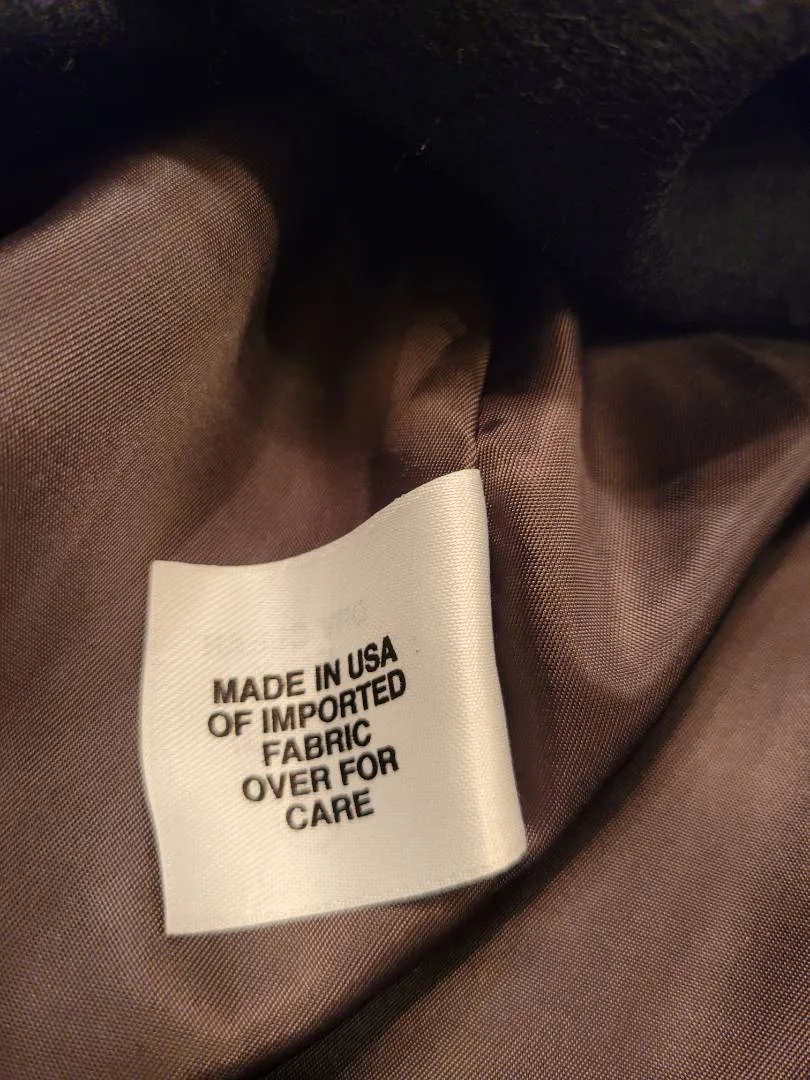 MADE IN USA
OF IMPORTED
FABRIC
OVER FOR
CARE